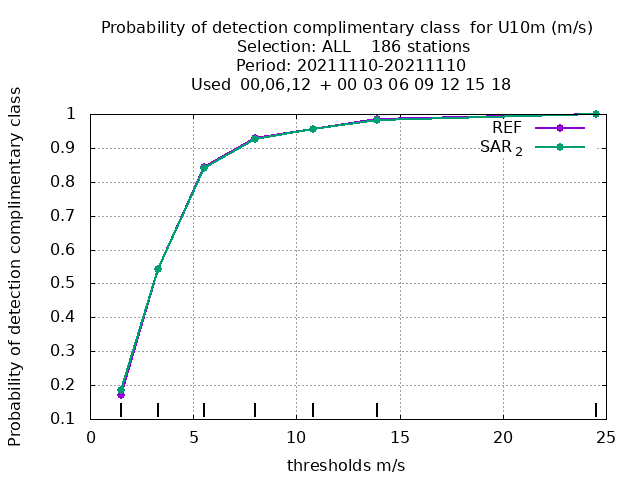 Probability of detection complimentary class  for U10m (m/s)
Selection: ALL    186 stations
Period: 20211110-20211110
Used  00,06,12  + 00 03 06 09 12 15 18
Probability of detection complimentary class
1
0.9
0.8
0.7
0.6
0.5
0.4
0.3
0.2
0.1
REF
SAR 2
0 5 10 15 20 25
thresholds m/s